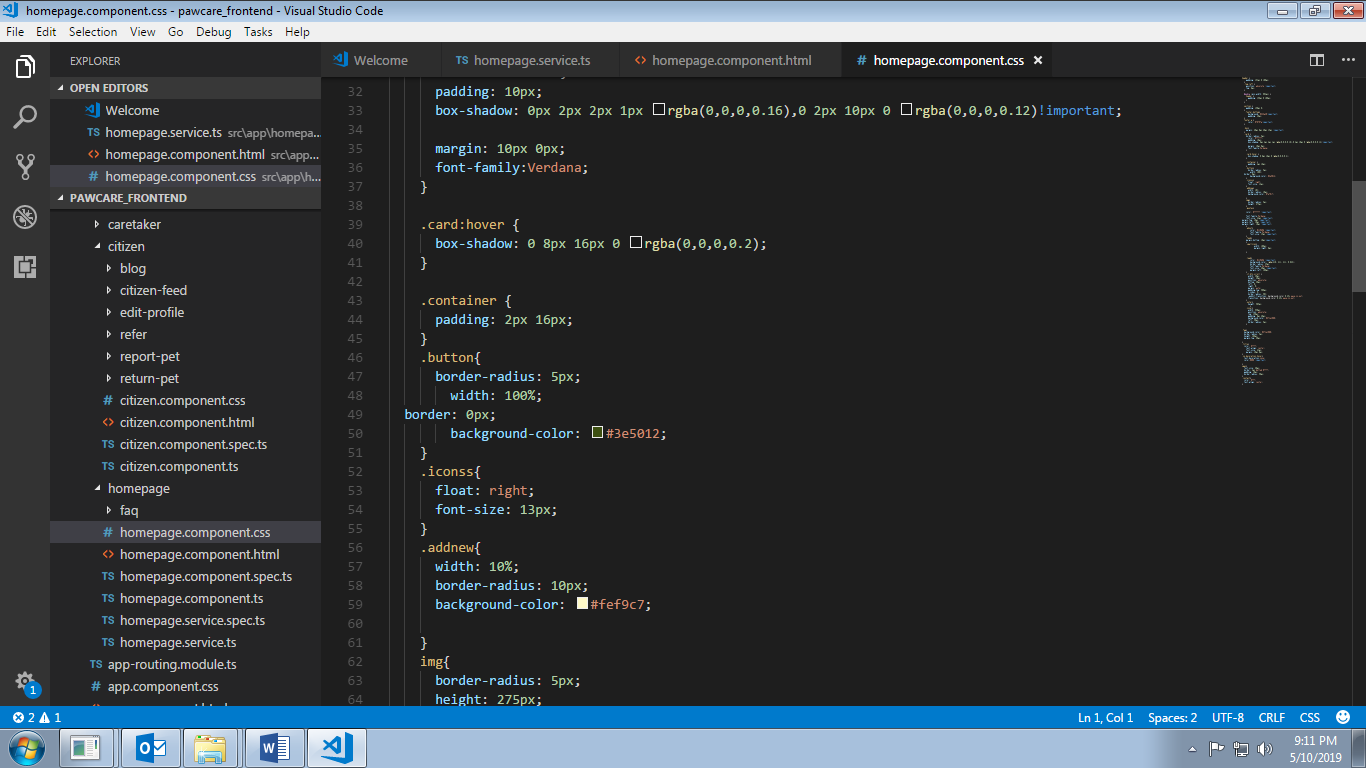 homepage.component.css - pawcare_frontend - Visual Studio Code
File Edit Selection View Go Debug Tasks Help
EXPLORER
OPEN EDITORS
Welcome
TS homepage.service.ts src\app\homepa...
<> homepage.component.html src\app...
# homepage.component.css src\app\h...
PAWCARE_FRONTEND
caretaker
citizen
blog
citizen-feed
edit-profile
refer
report-pet
return-pet
# citizen.component.css
<> citizen.component.html
TS citizen.component.spec.ts
TS citizen.component.ts
homepage
faq
# homepage.component.css
<> homepage.component.html
TS homepage.component.spec.ts
TS homepage.component.ts
TS homepage.service.spec.ts
TS homepage.service.ts
TS app-routing.module.ts
# app.component.css
Welcome TS homepage.service.ts <> homepage.component.html # homepage.component.css ×
32 padding: 10px;
33 box-shadow: 0px 2px 2px 1px rgba(0,0,0,0.16),0 2px 10px 0 rgba(0,0,0,0.12)!important;
34
35 margin: 10px 0px;
36 font-family:Verdana;
37 }
38
39 .card:hover {
40 box-shadow: 0 8px 16px 0 rgba(0,0,0,0.2);
41 }
42
43 .container {
44 padding: 2px 16px;
45 }
46 .button{
47 border-radius: 5px;
48 width: 100%;
49 border: 0px;
50 background-color: #3e5012;
51 }
52 .iconss{
53 float: right;
54 font-size: 13px;
55 }
56 .addnew{
57 width: 10%;
58 border-radius: 10px;
59 background-color: #fef9c7;
60
61 }
62 img{
63 border-radius: 5px;
64 height: 275px;
1
2 1 Ln 1, Col 1 Spaces: 2 UTF-8 CRLF CSS
9:11 PM
5/10/2019